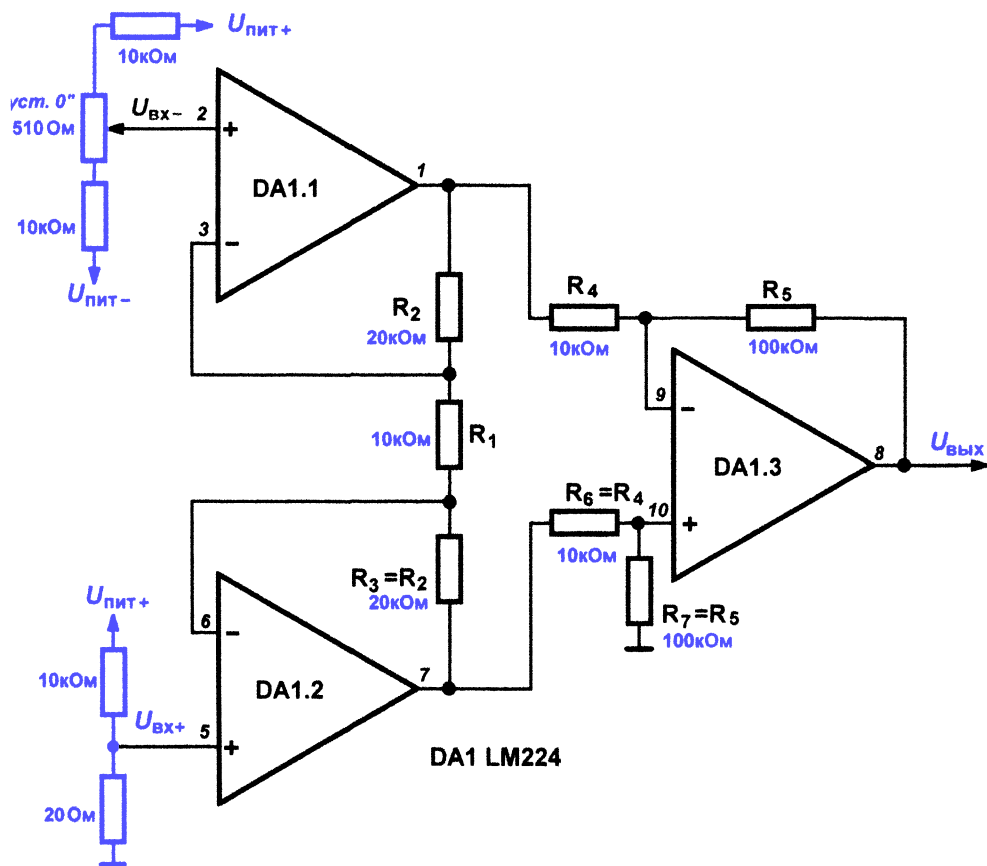 Uпит+
10кОм
уст. 0"
510 Ом
Uвх−
2
+
DA1.1
1
10кОм
3
−
Uпит−
R2
20кОм
R4
10кОм
R5
100кОм
9
−
10кОм
R1
DA1.3
8
Uвых
R6 =R4
10
+
10кОм
R3 =R2
20кОм
R7 =R5
100кОм
Uпит+
6
−
10кОм
DA1.2
7
Uвх+
5
+
DA1 LM224
20 Ом